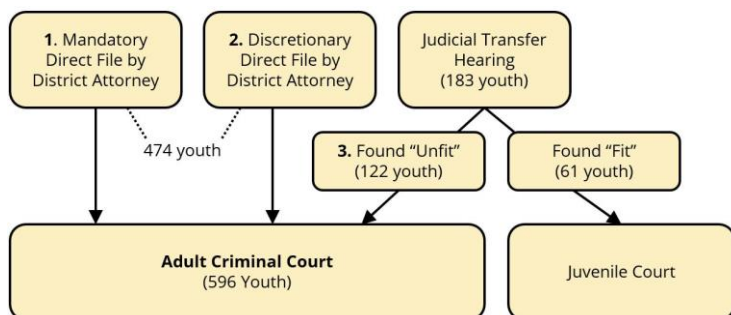 1. Mandatory
Direct File by
District Attorney
2. Discretionary
Direct File by
District Attorney
Judicial Transfer
Hearing
(183 youth)
474 youth
3. Found “Unfit”
(122 youth)
Found “Fit”
(61 youth)
Adult Criminal Court
(596 Youth)
Juvenile Court